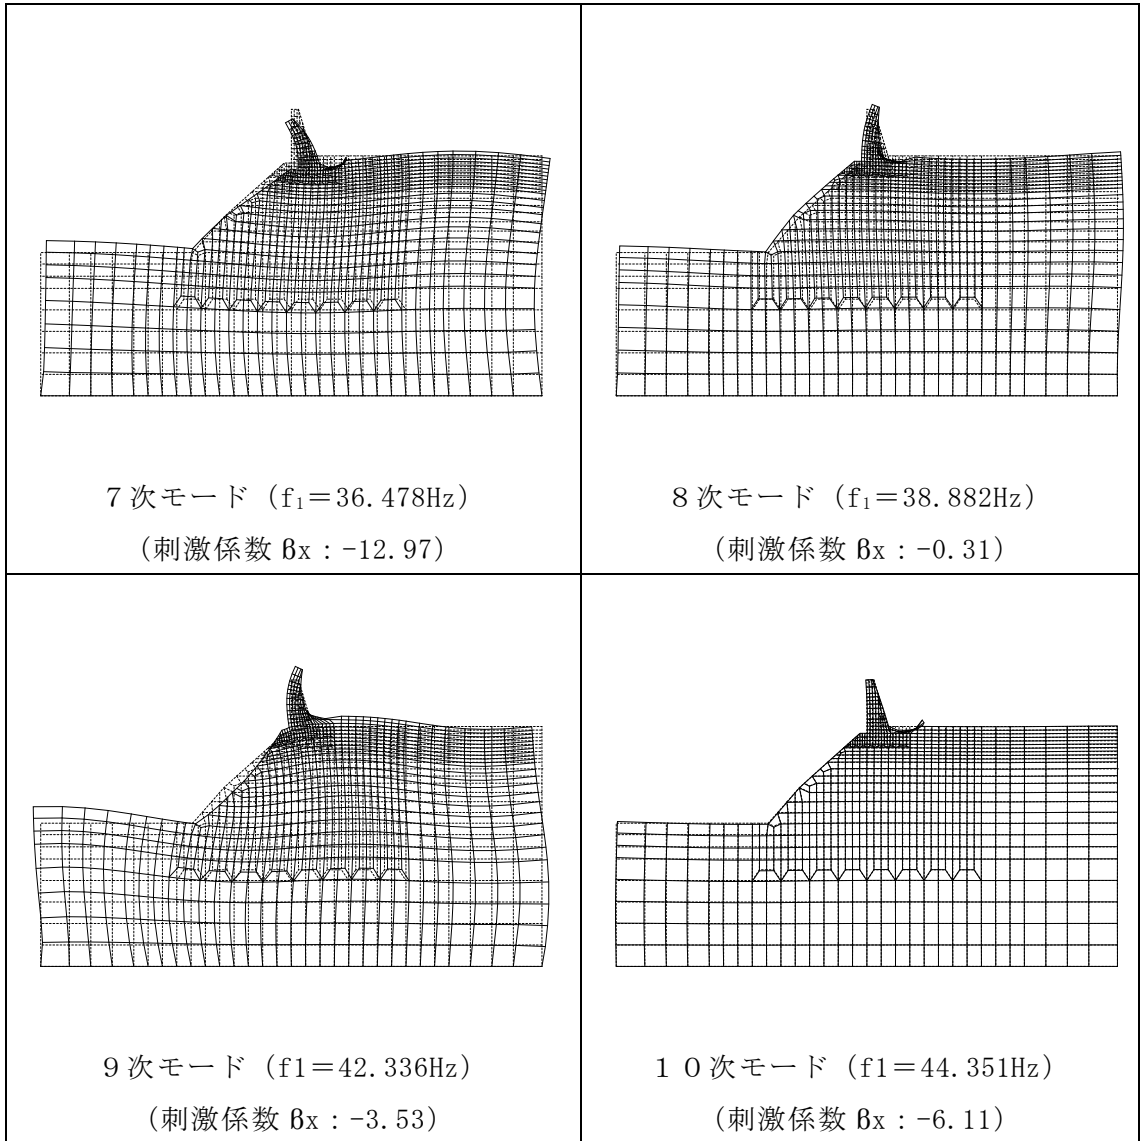 ７次モード（f₁＝36.478Hz）
（刺激係数 βx：-12.97）
８次モード（f₁＝38.882Hz）
（刺激係数 βx：-0.31）
９次モード（f1＝42.336Hz）
（刺激係数 βx：-3.53）
１０次モード（f1＝44.351Hz）
（刺激係数 βx：-6.11）